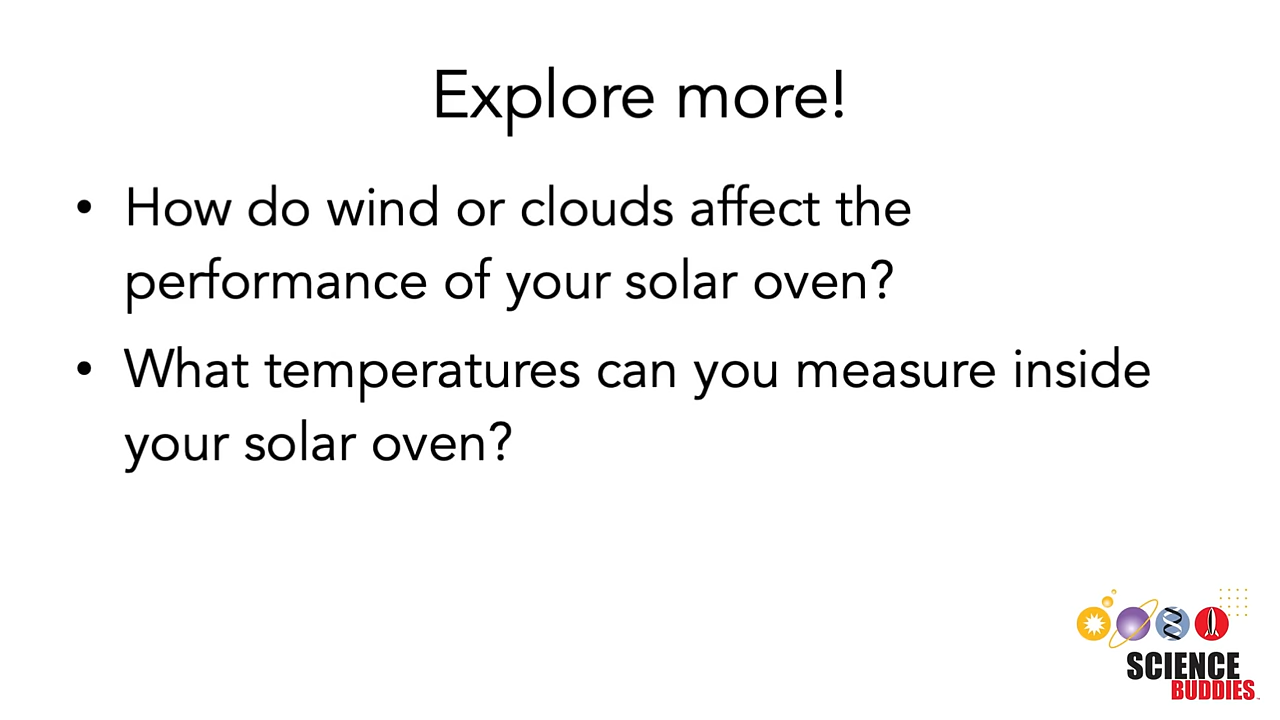 Explore more!
• How do wind or clouds affect the
performance of your solar oven?
• What temperatures can you measure inside
your solar oven?
SCIENCE
BUDDIES